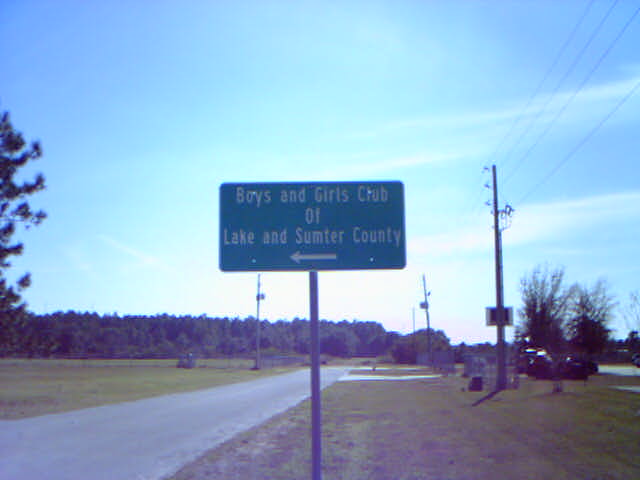 Boys and Girls Club
Of
Lake and Sumter County